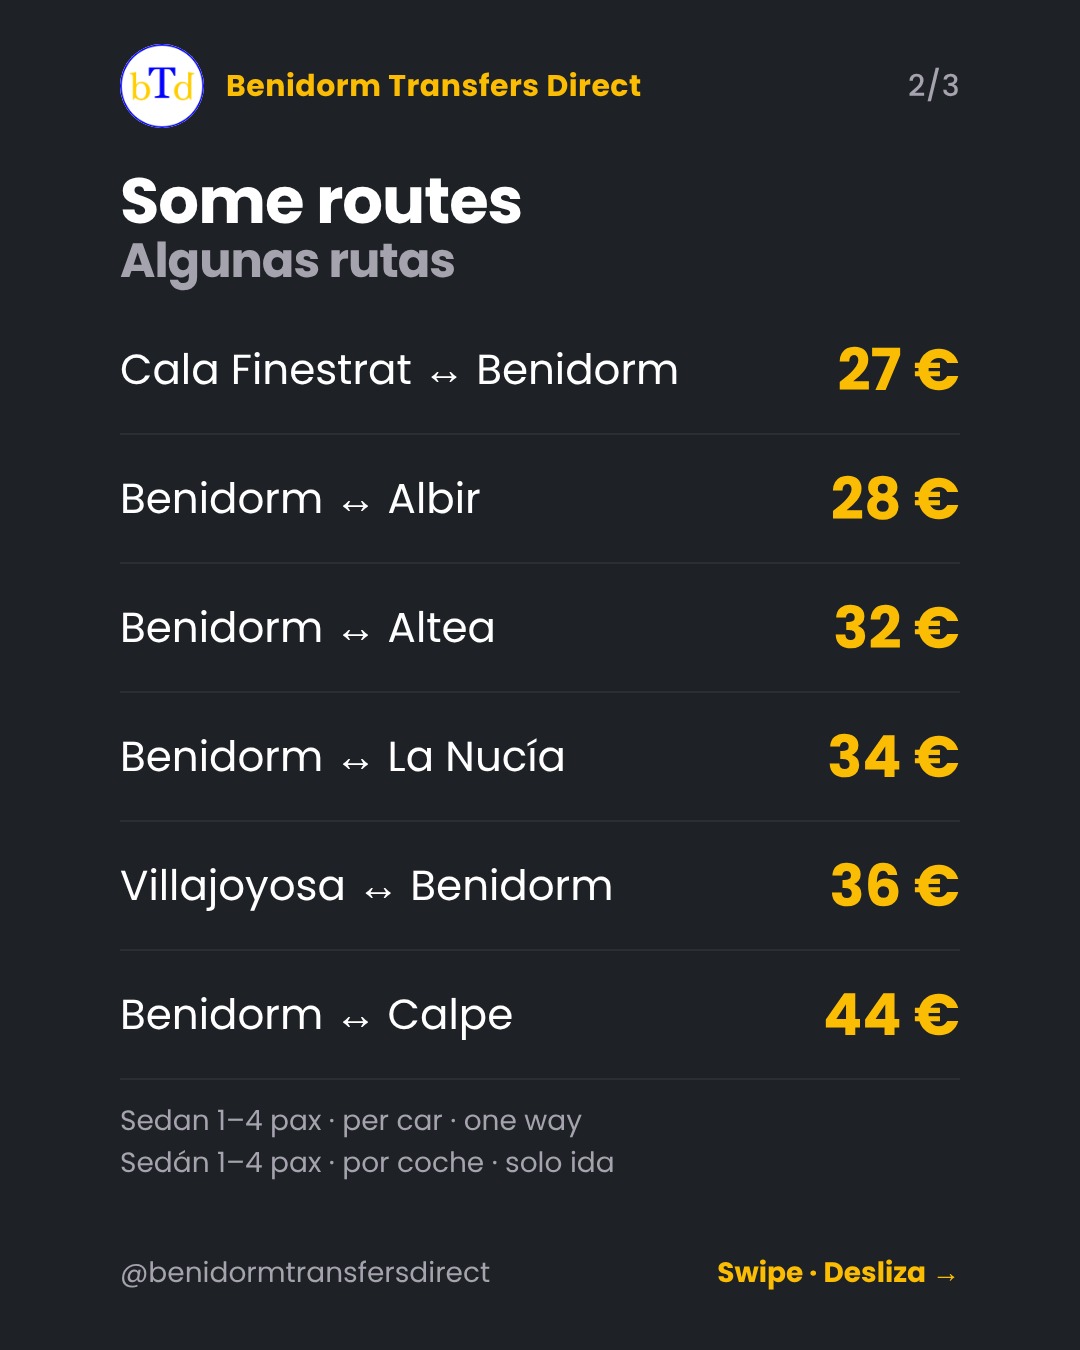 bTd
Benidorm Transfers Direct
2/3
Some routes
Algunas rutas
Cala Finestrat ↔ Benidorm 27 €
Benidorm ↔ Albir 28 €
Benidorm ↔ Altea 32 €
Benidorm ↔ La Nucía 34 €
Villajoyosa ↔ Benidorm 36 €
Benidorm ↔ Calpe 44 €
Sedan 1–4 pax · per car · one way
Sedán 1–4 pax · por coche · solo ida
@benidormtransfersdirect
Swipe · Desliza →